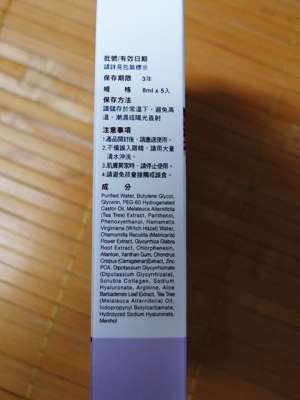 批號/有效日期
請詳見包裝標示
保存期限 3年
規 格 8ml x 5入
保存方法
請儲存於常溫下，避免高
溫、潮濕或陽光直射
注意事項
1.產品開封後，請盡速使用。
2.不慎誤入眼睛，請用大量
清水沖洗。
3.肌膚異常時，請停止使用。
4.請避免孩童接觸或誤食。
成 分
Purified Water, Butylene Glycol,
Glycerin, PEG-60 Hydrogenated
Castor Oil, Melaleuca Alternifolia
(Tea Tree) Extract, Panthenol,
Phenoxyethanol, Hamamelis
Virginiana (Witch Hazel) Water,
Chamomilla Recutita (Matricaria)
Flower Extract, Glycyrrhiza Glabra
Root Extract, Chlorphenesin,
Allantoin, Xanthan Gum, Chondrus
Crispus (Carrageenan)Extract, Zinc
PCA, Dipotassium Glycyrrhizate
(Dipotassium Glycyrrhizate),
Soluble Collagen, Sodium
Hyaluronate, Arginine, Aloe
Barbadensis Leaf Extract, Tea Tree
(Melaleuca Alternifolia) Oil,
Iodopropynyl Butylcarbamate,
Hydrolyzed Sodium Hyaluronate,
Menthol